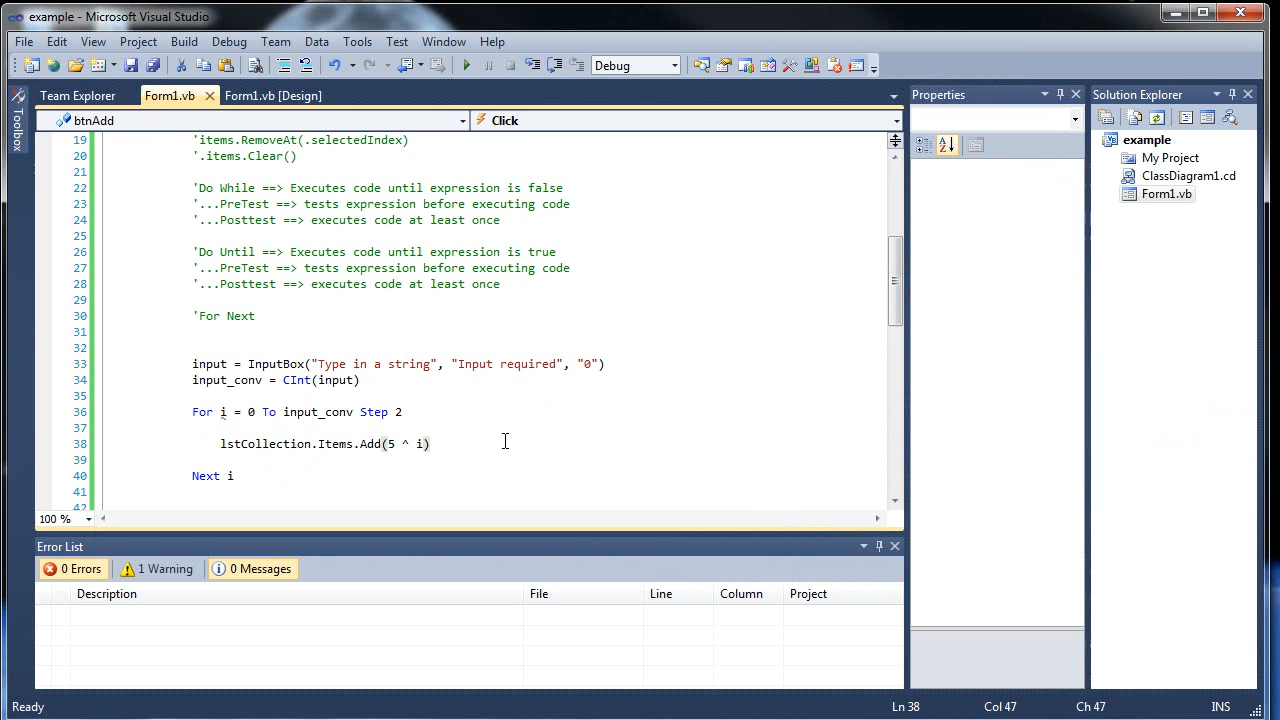 example - Microsoft Visual Studio
File Edit View Project Build Debug Team Data Tools Test Window Help
Debug
Team Explorer Form1.vb Form1.vb [Design]
Properties
Solution Explorer
btnAdd Click
example
My Project
ClassDiagram1.cd
Form1.vb
Toolbox
19 'items.RemoveAt(.selectedIndex)
20 '.items.Clear()
21
22 'Do While ==> Executes code until expression is false
23 '...PreTest ==> tests expression before executing code
24 '...Posttest ==> executes code at least once
25
26 'Do Until ==> Executes code until expression is true
27 '...PreTest ==> tests expression before executing code
28 '...Posttest ==> executes code at least once
29
30 'For Next
31
32
33 input = InputBox("Type in a string", "Input required", "0")
34 input_conv = CInt(input)
35
36 For i = 0 To input_conv Step 2
37
38 lstCollection.Items.Add(5 ^ i)
39
40 Next i
41
42
100 %
Error List
0 Errors 1 Warning 0 Messages
Description File Line Column Project
Ready Ln 38 Col 47 Ch 47 INS